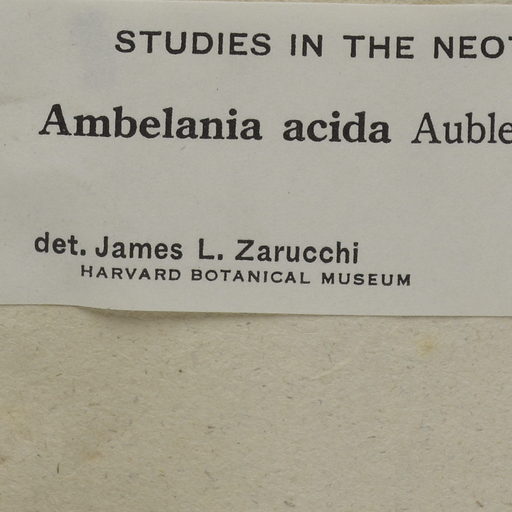 STUDIES IN THE NEOT
Ambelania acida Auble
det. James L. Zarucchi
HARVARD BOTANICAL MUSEUM